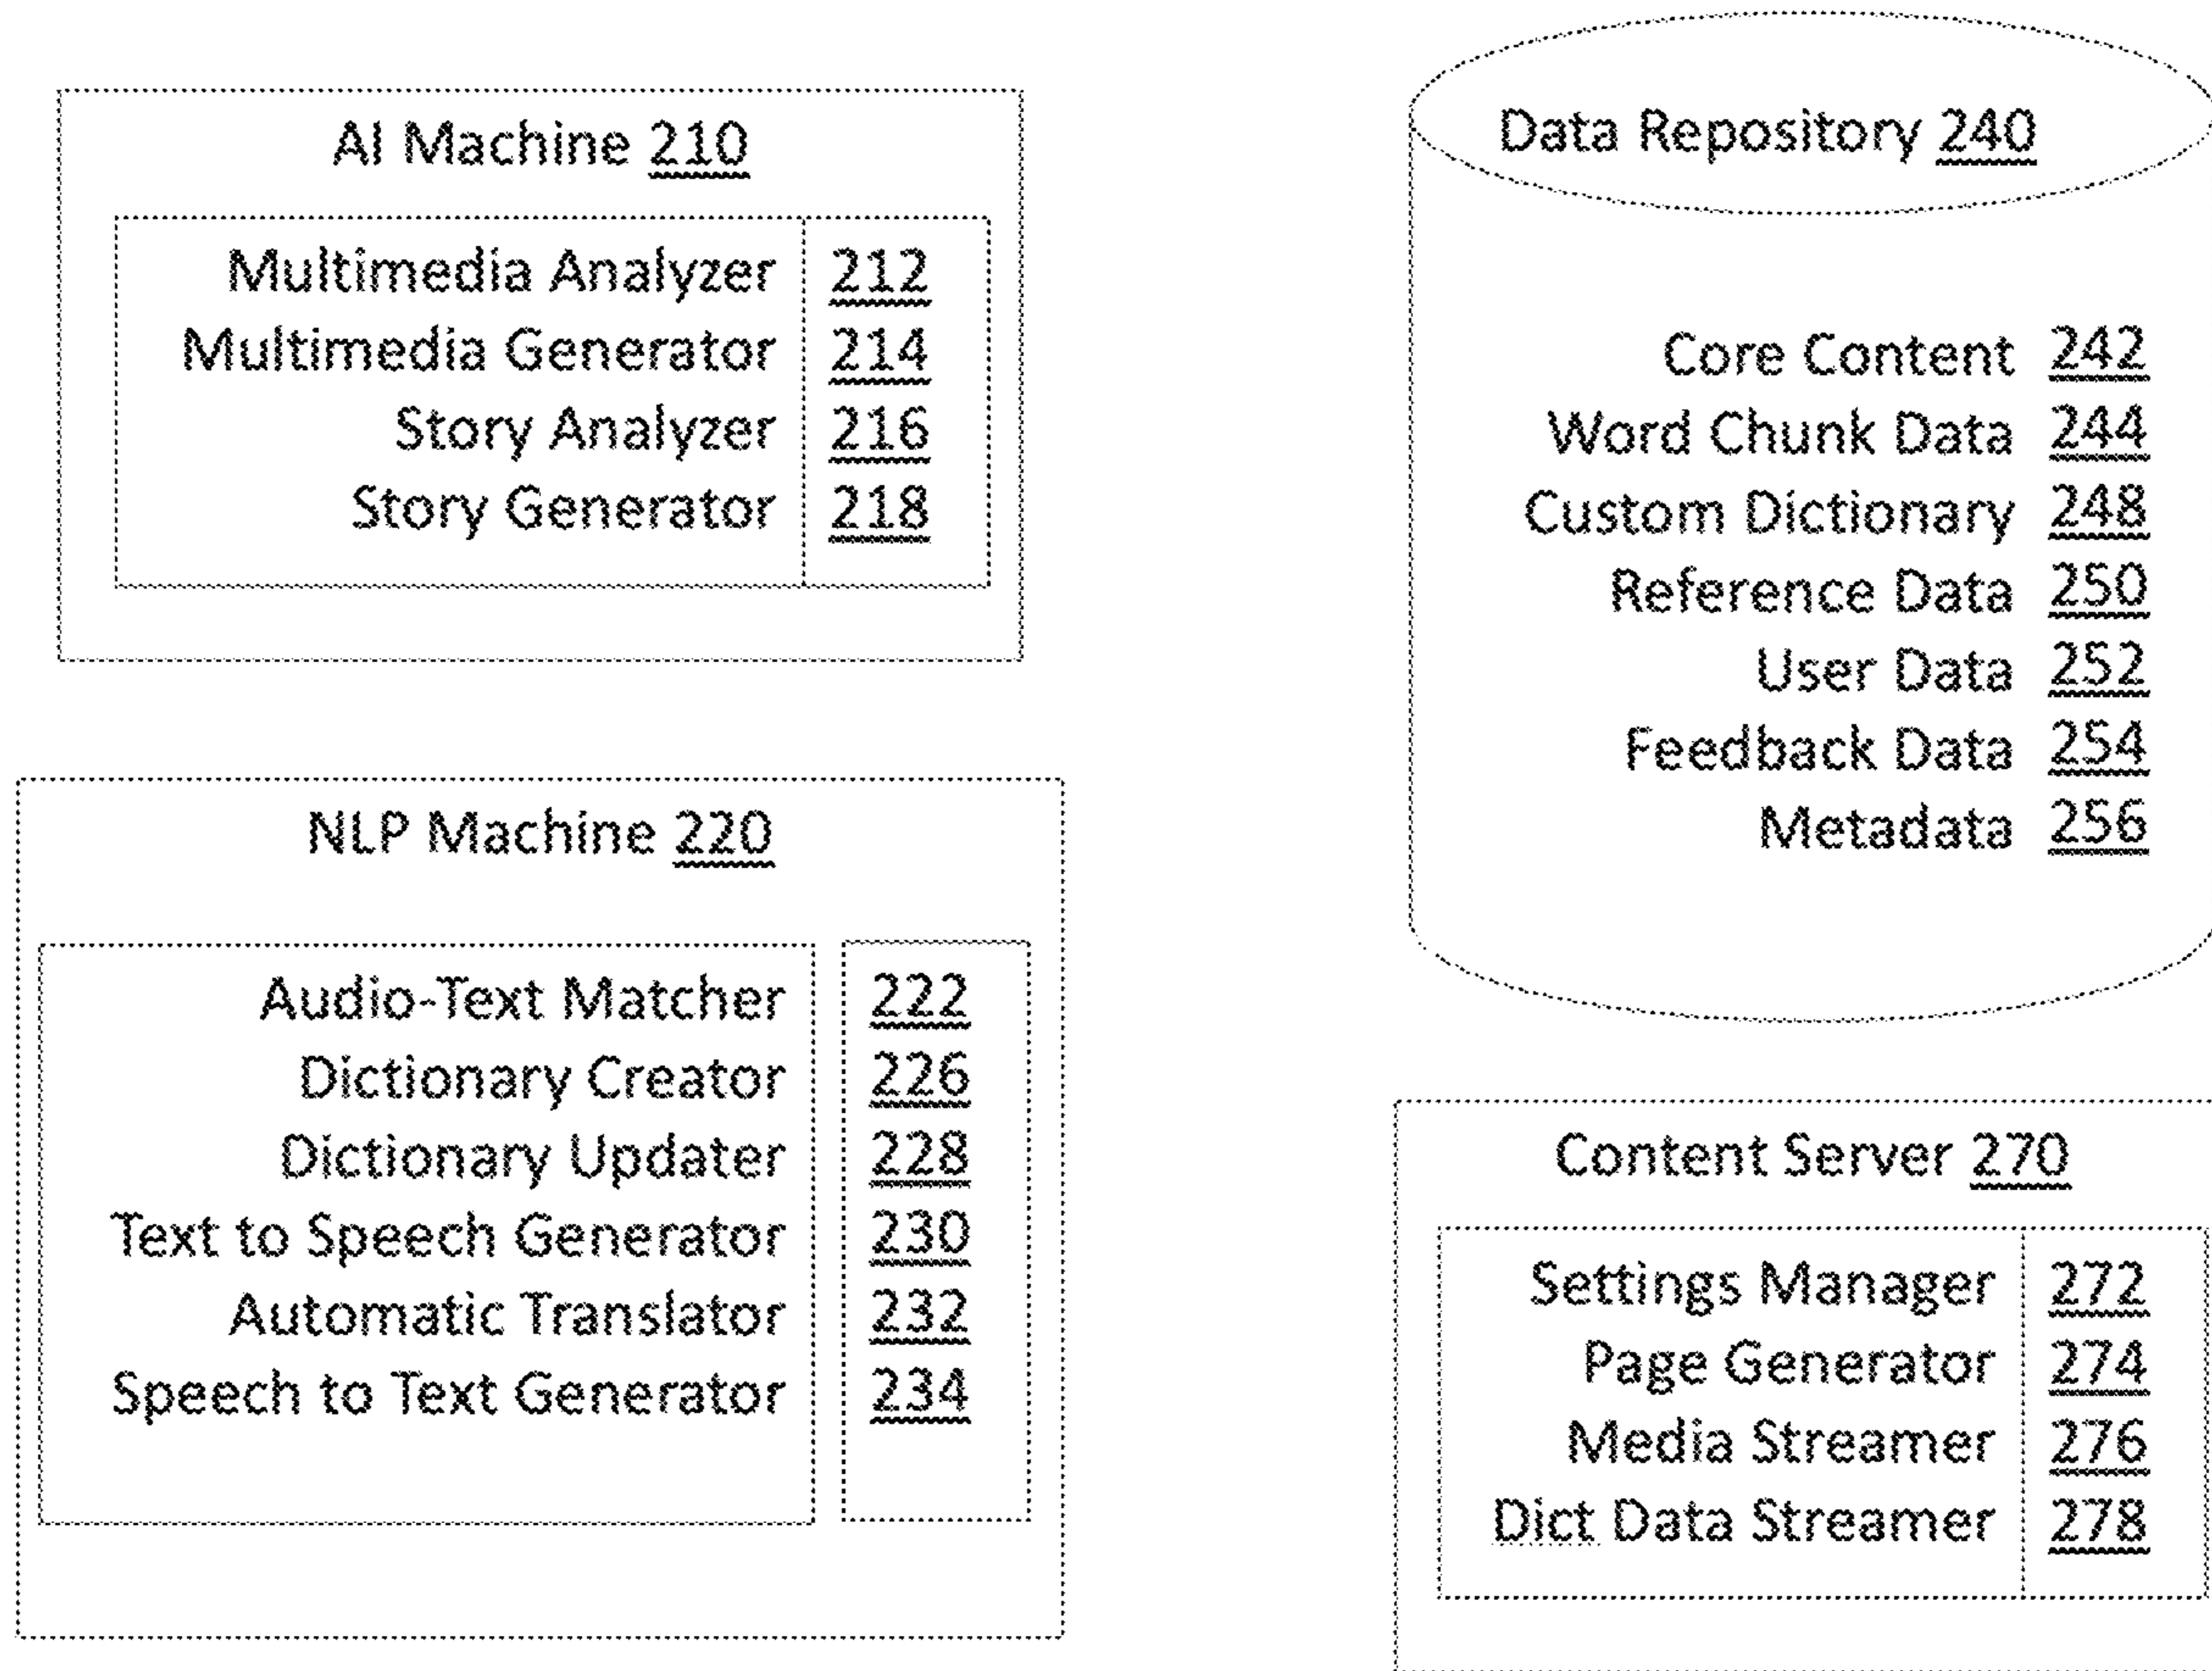 AI Machine 210
Multimedia Analyzer 212
Multimedia Generator 214
Story Analyzer 216
Story Generator 218
NLP Machine 220
Audio-Text Matcher 222
Dictionary Creator 226
Dictionary Updater 228
Text to Speech Generator 230
Automatic Translator 232
Speech to Text Generator 234
Data Repository 240
Core Content 242
Word Chunk Data 244
Custom Dictionary 248
Reference Data 250
User Data 252
Feedback Data 254
Metadata 256
Content Server 270
Settings Manager 272
Page Generator 274
Media Streamer 276
Dict Data Streamer 278